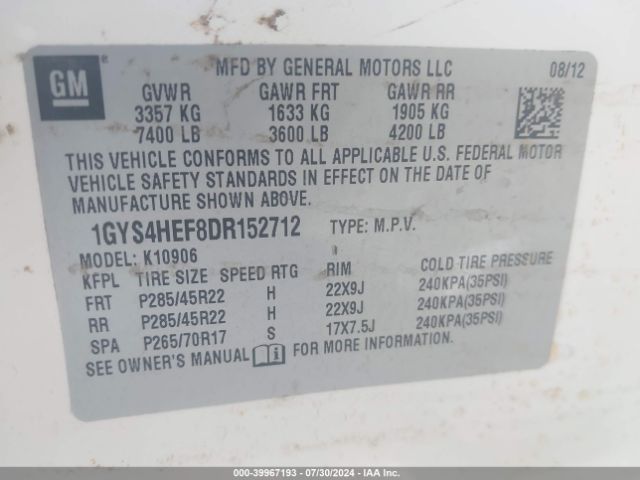 GM
®
MFD BY GENERAL MOTORS LLC 08/12
GVWR GAWR FRT GAWR RR
3357 KG 1633 KG 1905 KG
7400 LB 3600 LB 4200 LB
THIS VEHICLE CONFORMS TO ALL APPLICABLE U.S. FEDERAL MOTOR
VEHICLE SAFETY STANDARDS IN EFFECT ON THE DATE OF
MANUFACTURE SHOWN ABOVE.
1GYS4HEF8DR152712 TYPE: M.P.V.
MODEL: K10906
KFPL TIRE SIZE SPEED RTG RIM COLD TIRE PRESSURE
FRT P285/45R22 H 22X9J 240KPA(35PSI)
RR P285/45R22 H 22X9J 240KPA(35PSI)
SPA P265/70R17 S 17X7.5J 240KPA(35PSI)
SEE OWNER'S MANUAL FOR MORE INFORMATION.
000-39967193 - 07/30/2024 - IAA Inc.